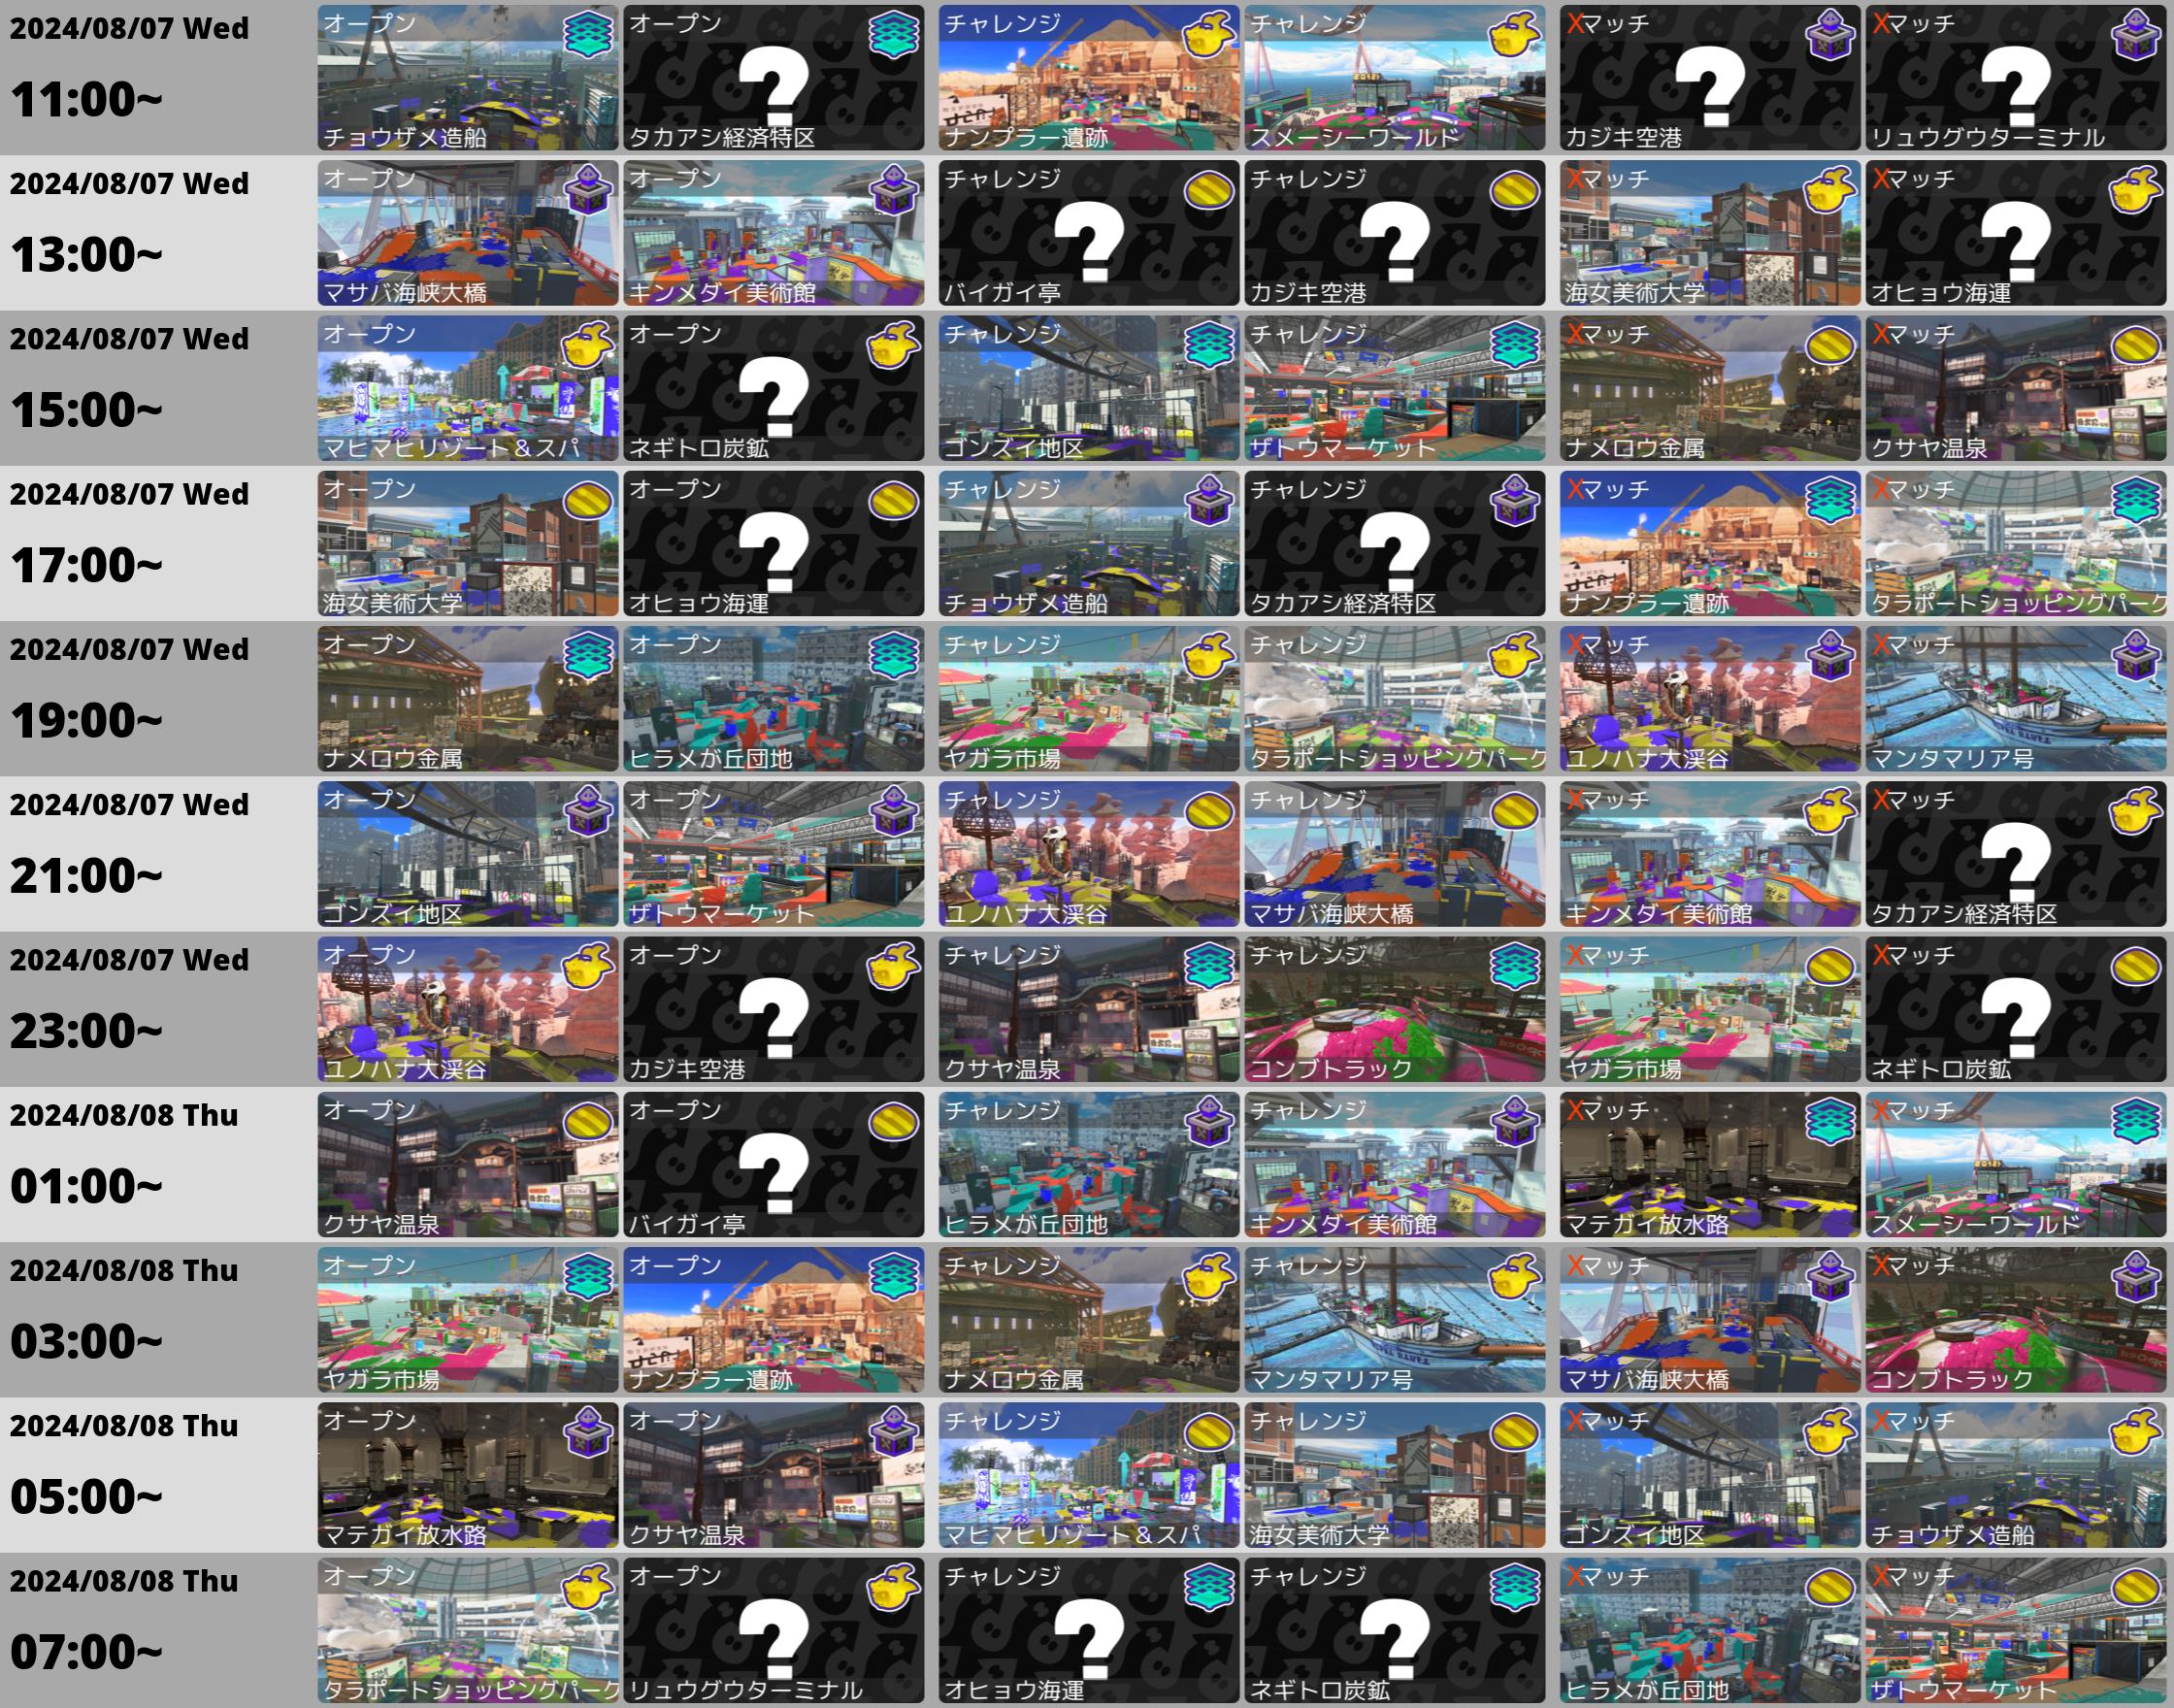 2024/08/07 Wed
11:00~
オープン
チョウザメ造船
オープン
タカアシ経済特区
チャレンジ
ナンプラー遺跡
チャレンジ
スメーシーワールド
Xマッチ
カジキ空港
Xマッチ
リュウグウターミナル
2024/08/07 Wed
13:00~
オープン
マサバ海峡大橋
オープン
キンメダイ美術館
チャレンジ
バイガイ亭
チャレンジ
カジキ空港
Xマッチ
海女美術大学
Xマッチ
オヒョウ海運
2024/08/07 Wed
15:00~
オープン
マヒマヒリゾート＆スパ
オープン
ネギトロ炭鉱
チャレンジ
ゴンズイ地区
チャレンジ
ザトウマーケット
Xマッチ
ナメロウ金属
Xマッチ
クサヤ温泉
2024/08/07 Wed
17:00~
オープン
海女美術大学
オープン
オヒョウ海運
チャレンジ
チョウザメ造船
チャレンジ
タカアシ経済特区
Xマッチ
ナンプラー遺跡
Xマッチ
タラポートショッピングパーク
2024/08/07 Wed
19:00~
オープン
ナメロウ金属
オープン
ヒラメが丘団地
チャレンジ
ヤガラ市場
チャレンジ
タラポートショッピングパーク
Xマッチ
ユノハナ大渓谷
Xマッチ
マンタマリア号
2024/08/07 Wed
21:00~
オープン
ゴンズイ地区
オープン
ザトウマーケット
チャレンジ
ユノハナ大渓谷
チャレンジ
マサバ海峡大橋
Xマッチ
キンメダイ美術館
Xマッチ
タカアシ経済特区
2024/08/07 Wed
23:00~
オープン
ユノハナ大渓谷
オープン
カジキ空港
チャレンジ
クサヤ温泉
チャレンジ
コンブトラック
Xマッチ
ヤガラ市場
Xマッチ
ネギトロ炭鉱
2024/08/08 Thu
01:00~
オープン
クサヤ温泉
オープン
バイガイ亭
チャレンジ
ヒラメが丘団地
チャレンジ
キンメダイ美術館
Xマッチ
マテガイ放水路
Xマッチ
スメーシーワールド
2024/08/08 Thu
03:00~
オープン
ヤガラ市場
オープン
ナンプラー遺跡
チャレンジ
ナメロウ金属
チャレンジ
マンタマリア号
Xマッチ
マサバ海峡大橋
Xマッチ
コンブトラック
2024/08/08 Thu
05:00~
オープン
マテガイ放水路
オープン
クサヤ温泉
チャレンジ
マヒマヒリゾート＆スパ
チャレンジ
海女美術大学
Xマッチ
ゴンズイ地区
Xマッチ
チョウザメ造船
2024/08/08 Thu
07:00~
オープン
タラポートショッピングパーク
オープン
リュウグウターミナル
チャレンジ
オヒョウ海運
チャレンジ
ネギトロ炭鉱
Xマッチ
ヒラメが丘団地
Xマッチ
ザトウマーケット